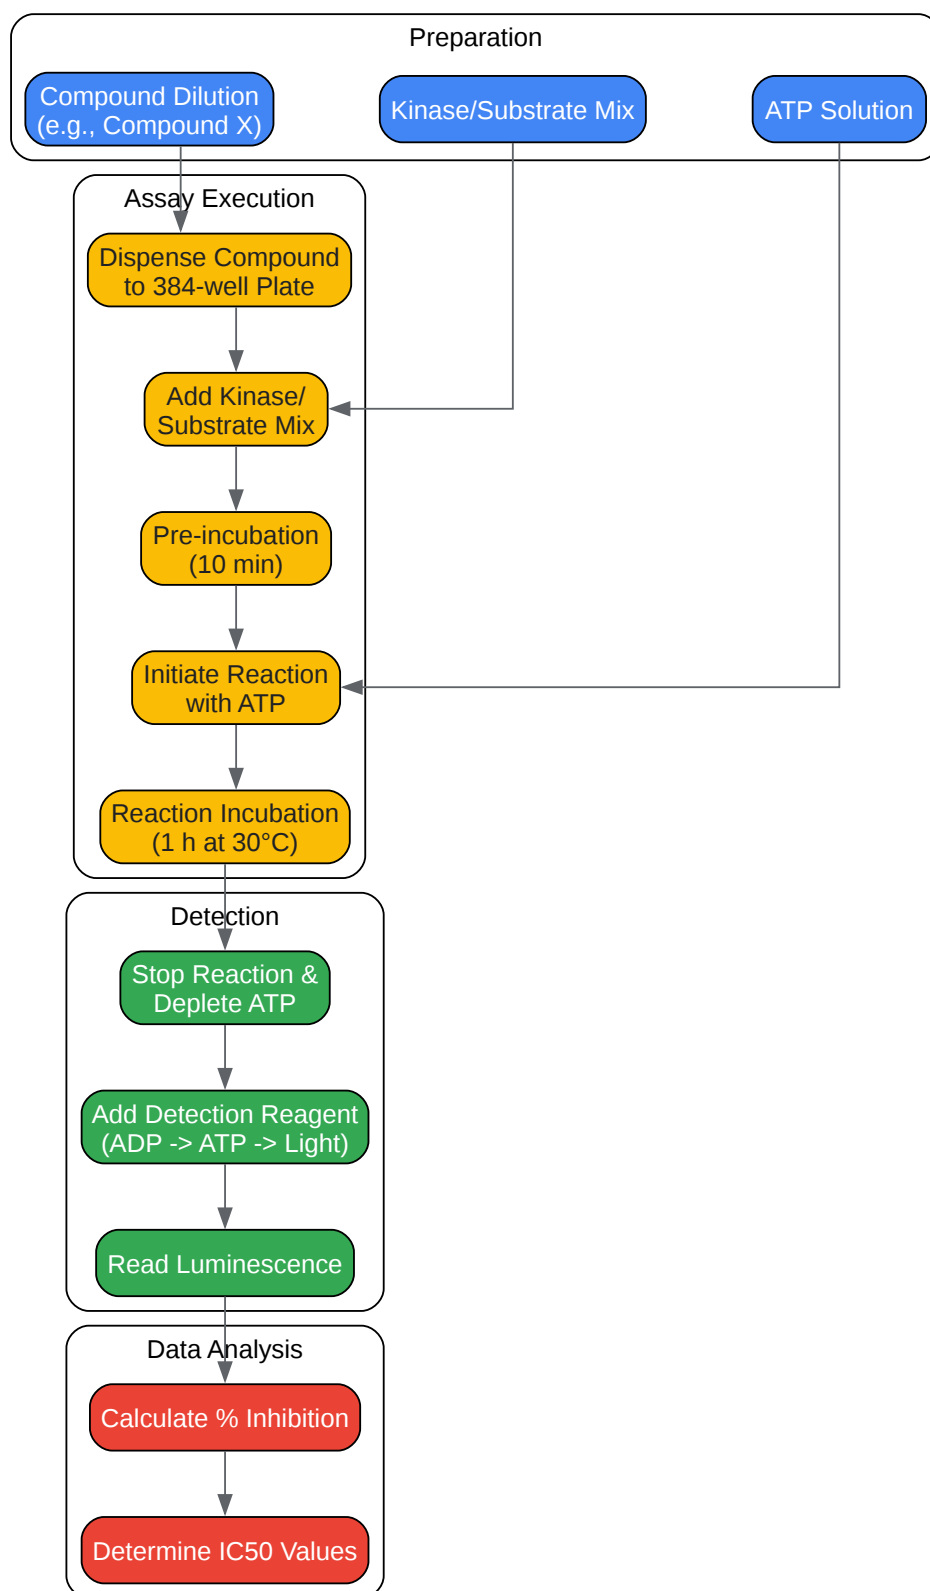 Preparation
Compound Dilution
(e.g., Compound X)
Kinase/Substrate Mix
ATP Solution
Assay Execution
Dispense Compound
to 384-well Plate
Add Kinase/
Substrate Mix
Pre-incubation
(10 min)
Initiate Reaction
with ATP
Reaction Incubation
(1 h at 30°C)
Detection
Stop Reaction &
Deplete ATP
Add Detection Reagent
(ADP -> ATP -> Light)
Read Luminescence
Data Analysis
Calculate % Inhibition
Determine IC50 Values